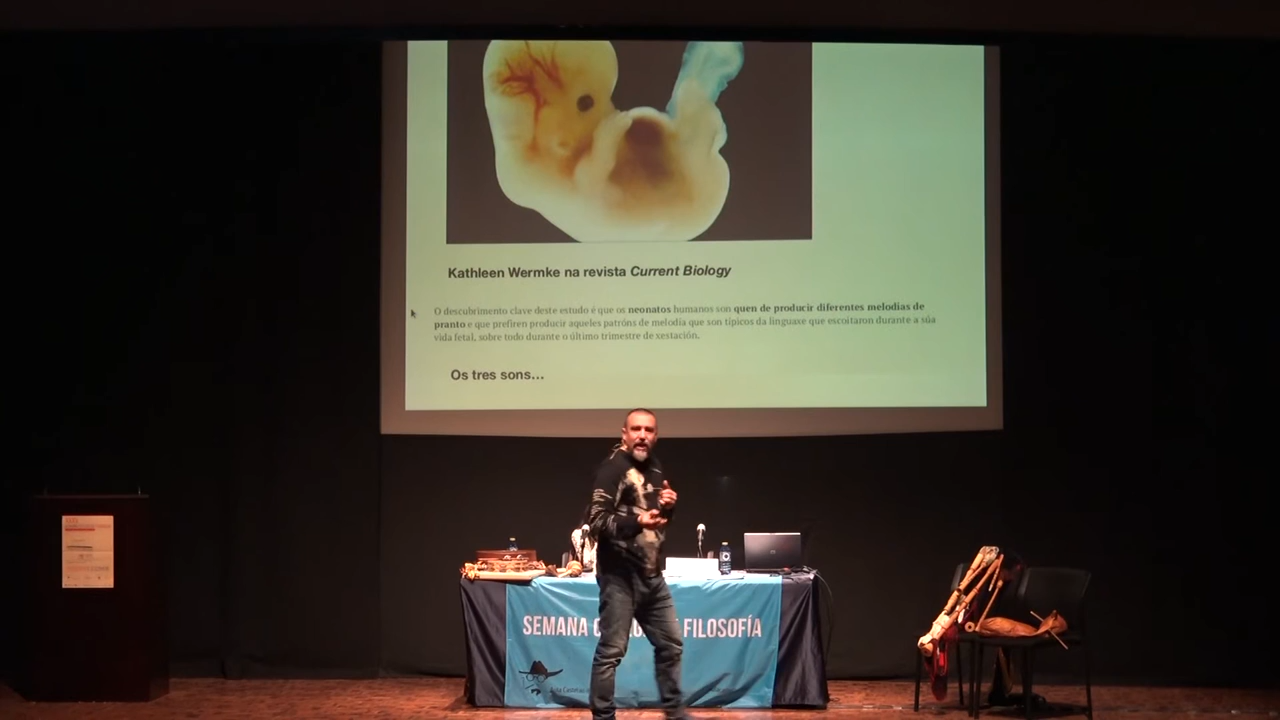 Kathleen Wermke na revista Current Biology
O descubrimento clave deste estudo é que os neonatos humanos son quen de producir diferentes melodías de
pranto e que prefiren producir aqueles patróns de melodía que son típicos da linguaxe que escoitaron durante a súa
vida fetal, sobre todo durante o último trimestre de xestación.
Os tres sons...
SEMANA FILOSOFÍA
Aula Castelao